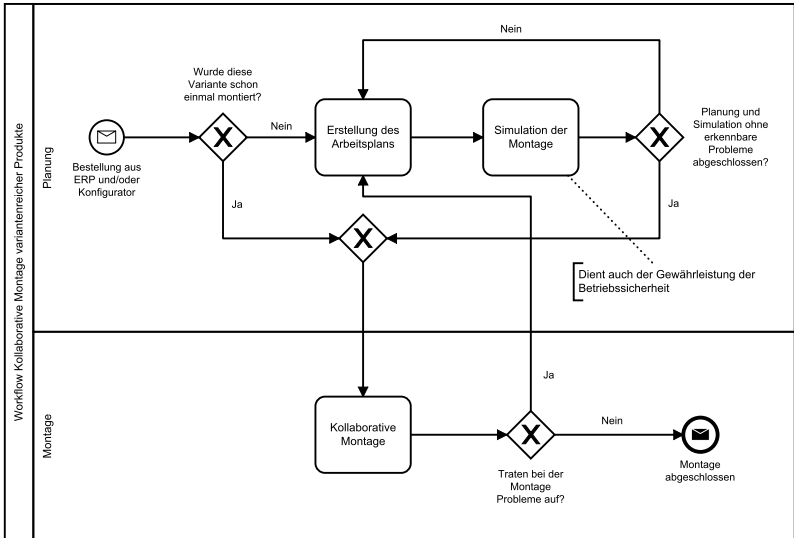 Workflow Kollaborative Montage variantenreicher Produkte
Planung
Bestellung aus
ERP und/oder
Konfigurator
Wurde diese
Variante schon
einmal montiert?
Nein
Ja
Erstellung des
Arbeitsplans
Simulation der
Montage
Nein
Planung und
Simulation ohne
erkennbare
Probleme
abgeschlossen?
Ja
Dient auch der Gewährleistung der
Betriebssicherheit
Montage
Kollaborative
Montage
Ja
Traten bei der
Montage
Probleme auf?
Nein
Montage
abgeschlossen